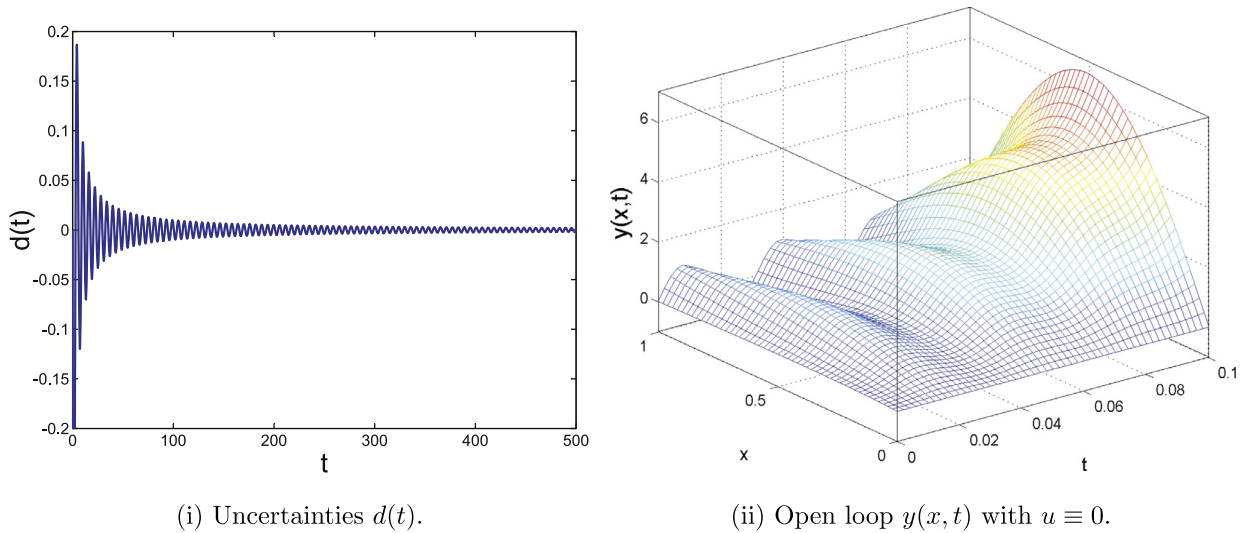 0.2
0.15
0.1
0.05
0
-0.05
-0.1
-0.15
-0.2
d(t)
0 100 200 300 400 500
t
(i) Uncertainties d(t).
6
4
2
0
y(x,t)
1
0.5
0
x
0
0.02
0.04
0.06
0.08
0.1
t
(ii) Open loop y(x, t) with u ≡ 0.